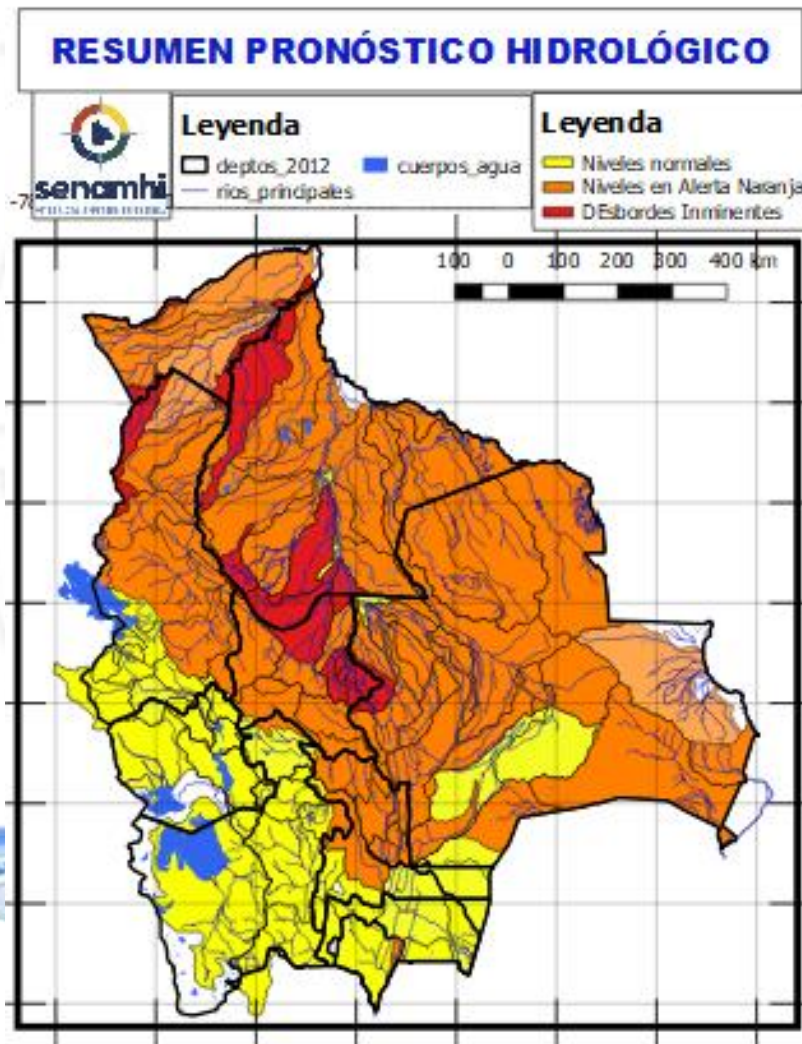 RESUMEN PRONÓSTICO HIDROLÓGICO
senamhi
Leyenda
deptos_2012
cuerpos_agua
rios_principales
Leyenda
Niveles normales
Niveles en Alerta Naranja
DEsbordes Inminentes
100 0 100 200 300 400 km